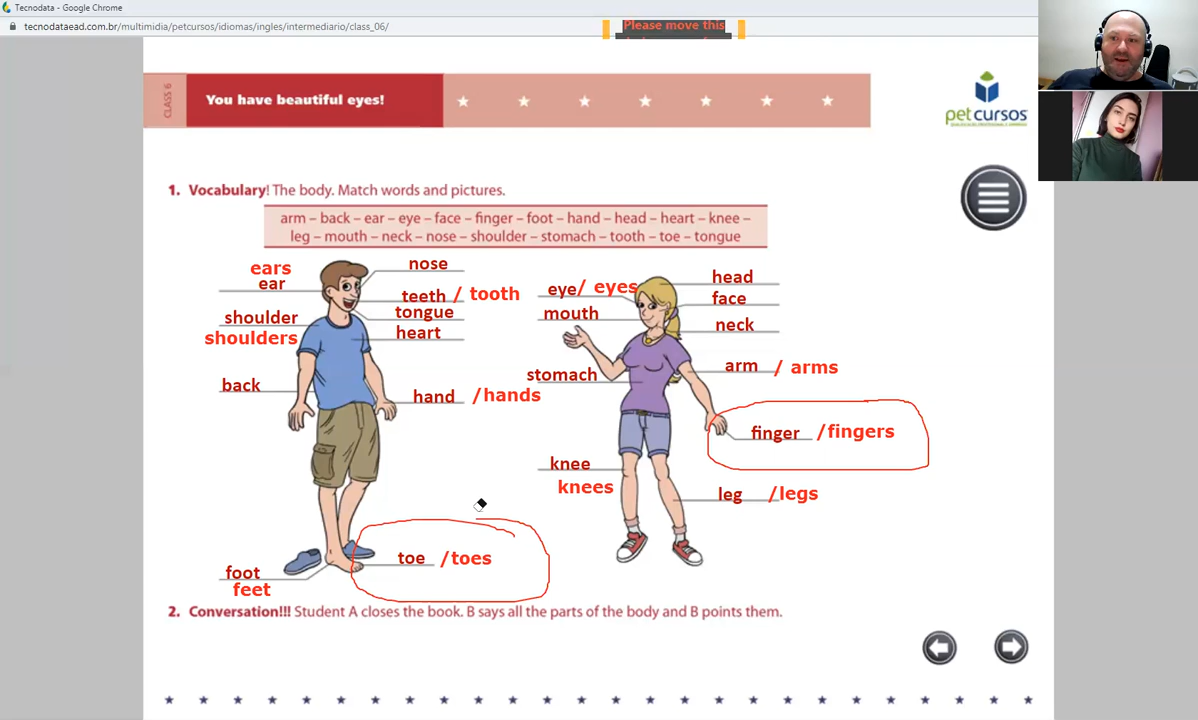 Tecnodata - Google Chrome
tecnodataead.com.br/multimidia/petcursos/idiomas/ingles/intermediario/class_06/
Please move this
CLASS 6
You have beautiful eyes!
petcursos
1. Vocabulary! The body. Match words and pictures.
arm – back – ear – eye – face – finger – foot – hand – head – heart – knee –
leg – mouth – neck – nose – shoulder – stomach – tooth – toe – tongue
ears
ear
nose
teeth / tooth
tongue
shoulder
shoulders
heart
back
hand /hands
foot
feet
toe /toes
eye/ eyes
mouth
head
face
neck
stomach
arm / arms
finger /fingers
knee
knees
leg /legs
2. Conversation!!! Student A closes the book. B says all the parts of the body and B points them.